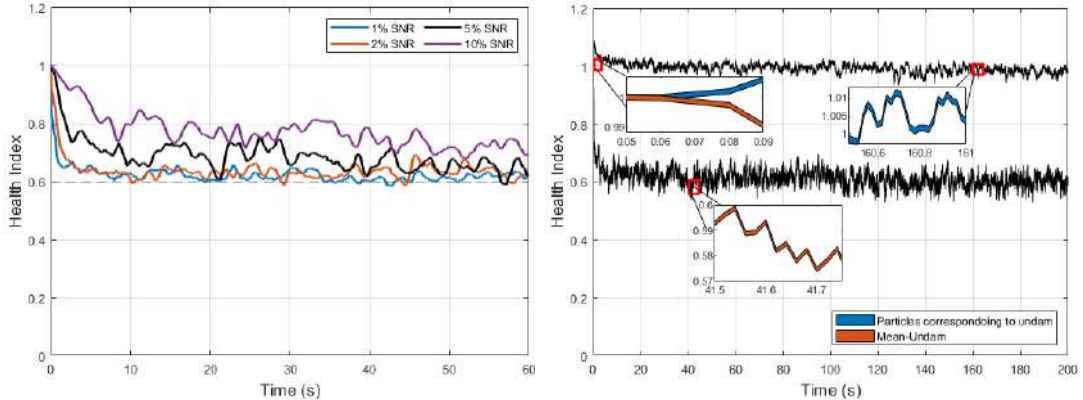 1.2
1
0.8
0.6
0.4
0.2
0
Health Index
0 10 20 30 40 50 60
Time (s)
1% SNR 5% SNR
2% SNR 10% SNR
1.2
1
0.8
0.6
0.4
0.2
0
Health Index
0 20 40 60 80 100 120 140 160 180 200
Time (s)
1
0.99
0.05 0.06 0.07 0.08 0.09
1.01
1.005
1
160.6 160.8 161
0.6
0.59
0.58
0.57
41.5 41.6 41.7
Particles correspondoing to undam
Mean-Undam